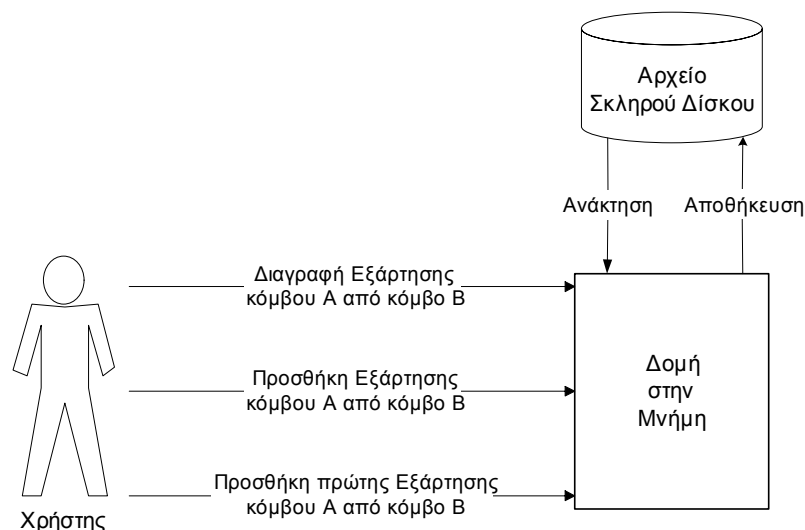 Αρχείο
Σκληρού Δίσκου
Ανάκτηση
Αποθήκευση
Διαγραφή Εξάρτησης
κόμβου Α από κόμβο Β
Προσθήκη Εξάρτησης
κόμβου Α από κόμβο Β
Προσθήκη πρώτης Εξάρτησης
κόμβου Α από κόμβο Β
Δομή
στην
Μνήμη
Χρήστης